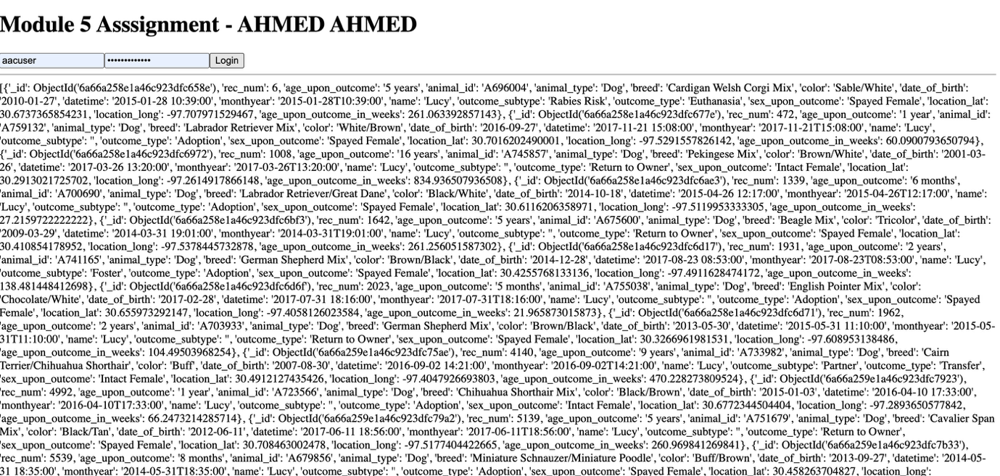 Module 5 Asssignment - AHMED AHMED
aacuser ••••••••••••• Login
[{'_id': ObjectId('6a66a258e1a46c923dfc658e'), 'rec_num': 6, 'age_upon_outcome': '5 years', 'animal_id': 'A696004', 'animal_type': 'Dog', 'breed': 'Cardigan Welsh Corgi Mix', 'color': 'Sable/White', 'date_of_birth':
'2010-01-27', 'datetime': '2015-01-28 10:39:00', 'monthyear': '2015-01-28T10:39:00', 'name': 'Lucy', 'outcome_subtype': 'Rabies Risk', 'outcome_type': 'Euthanasia', 'sex_upon_outcome': 'Spayed Female', 'location_lat':
30.6737365854231, 'location_long': -97.707971529467, 'age_upon_outcome_in_weeks': 261.063392857143}, {'_id': ObjectId('6a66a258e1a46c923dfc677e'), 'rec_num': 472, 'age_upon_outcome': '1 year', 'animal_id':
'A759132', 'animal_type': 'Dog', 'breed': 'Labrador Retriever Mix', 'color': 'White/Brown', 'date_of_birth': '2016-09-27', 'datetime': '2017-11-21 15:08:00', 'monthyear': '2017-11-21T15:08:00', 'name': 'Lucy',
'outcome_subtype': '', 'outcome_type': 'Adoption', 'sex_upon_outcome': 'Spayed Female', 'location_lat': 30.7016202490001, 'location_long': -97.5291557826142, 'age_upon_outcome_in_weeks': 60.0900793650794},
{'_id': ObjectId('6a66a258e1a46c923dfc6972'), 'rec_num': 1008, 'age_upon_outcome': '16 years', 'animal_id': 'A745857', 'animal_type': 'Dog', 'breed': 'Pekingese Mix', 'color': 'Brown/White', 'date_of_birth': '2001-03-
26', 'datetime': '2017-03-26 13:20:00', 'monthyear': '2017-03-26T13:20:00', 'name': 'Lucy', 'outcome_subtype': '', 'outcome_type': 'Return to Owner', 'sex_upon_outcome': 'Intact Female', 'location_lat':
30.2913021725702, 'location_long': -97.2614917866148, 'age_upon_outcome_in_weeks': 834.936507936508}, {'_id': ObjectId('6a66a258e1a46c923dfc6ae3'), 'rec_num': 1339, 'age_upon_outcome': '6 months',
'animal_id': 'A700690', 'animal_type': 'Dog', 'breed': 'Labrador Retriever/Great Dane', 'color': 'Black/White', 'date_of_birth': '2014-10-18', 'datetime': '2015-04-26 12:17:00', 'monthyear': '2015-04-26T12:17:00', 'name':
'Lucy', 'outcome_subtype': '', 'outcome_type': 'Adoption', 'sex_upon_outcome': 'Spayed Female', 'location_lat': 30.6116206358971, 'location_long': -97.5119953333305, 'age_upon_outcome_in_weeks':
27.2159722222222}, {'_id': ObjectId('6a66a258e1a46c923dfc6bf3'), 'rec_num': 1642, 'age_upon_outcome': '5 years', 'animal_id': 'A675600', 'animal_type': 'Dog', 'breed': 'Beagle Mix', 'color': 'Tricolor', 'date_of_birth':
'2009-03-29', 'datetime': '2014-03-31 19:01:00', 'monthyear': '2014-03-31T19:01:00', 'name': 'Lucy', 'outcome_subtype': '', 'outcome_type': 'Return to Owner', 'sex_upon_outcome': 'Spayed Female', 'location_lat':
30.410854178952, 'location_long': -97.5378445732878, 'age_upon_outcome_in_weeks': 261.256051587302}, {'_id': ObjectId('6a66a258e1a46c923dfc6d17'), 'rec_num': 1931, 'age_upon_outcome': '2 years',
'animal_id': 'A741165', 'animal_type': 'Dog', 'breed': 'German Shepherd Mix', 'color': 'Brown/Black', 'date_of_birth': '2014-12-28', 'datetime': '2017-08-23 08:53:00', 'monthyear': '2017-08-23T08:53:00', 'name': 'Lucy',
'outcome_subtype': 'Foster', 'outcome_type': 'Adoption', 'sex_upon_outcome': 'Spayed Female', 'location_lat': 30.4255768133136, 'location_long': -97.4911628474172, 'age_upon_outcome_in_weeks':
138.481448412698}, {'_id': ObjectId('6a66a258e1a46c923dfc6d6f'), 'rec_num': 2023, 'age_upon_outcome': '5 months', 'animal_id': 'A755038', 'animal_type': 'Dog', 'breed': 'English Pointer Mix', 'color':
'Chocolate/White', 'date_of_birth': '2017-02-28', 'datetime': '2017-07-31 18:16:00', 'monthyear': '2017-07-31T18:16:00', 'name': 'Lucy', 'outcome_subtype': '', 'outcome_type': 'Adoption', 'sex_upon_outcome': 'Spayed
Female', 'location_lat': 30.655973292147, 'location_long': -97.4058126023584, 'age_upon_outcome_in_weeks': 21.965873015873}, {'_id': ObjectId('6a66a258e1a46c923dfc6d71'), 'rec_num': 1962,
'age_upon_outcome': '2 years', 'animal_id': 'A703933', 'animal_type': 'Dog', 'breed': 'German Shepherd Mix', 'color': 'Brown/Black', 'date_of_birth': '2013-05-30', 'datetime': '2015-05-31 11:10:00', 'monthyear': '2015-05-
31T11:10:00', 'name': 'Lucy', 'outcome_subtype': '', 'outcome_type': 'Return to Owner', 'sex_upon_outcome': 'Spayed Female', 'location_lat': 30.3266961981531, 'location_long': -97.608953138486,
'age_upon_outcome_in_weeks': 104.49503968254}, {'_id': ObjectId('6a66a259e1a46c923dfc75ae'), 'rec_num': 4140, 'age_upon_outcome': '9 years', 'animal_id': 'A733982', 'animal_type': 'Dog', 'breed': 'Cairn
Terrier/Chihuahua Shorthair', 'color': 'Buff', 'date_of_birth': '2007-08-30', 'datetime': '2016-09-02 14:21:00', 'monthyear': '2016-09-02T14:21:00', 'name': 'Lucy', 'outcome_subtype': 'Partner', 'outcome_type': 'Transfer',
'sex_upon_outcome': 'Intact Female', 'location_lat': 30.4912127435426, 'location_long': -97.4047926693803, 'age_upon_outcome_in_weeks': 470.228273809524}, {'_id': ObjectId('6a66a259e1a46c923dfc7923'),
'rec_num': 4992, 'age_upon_outcome': '1 year', 'animal_id': 'A723566', 'animal_type': 'Dog', 'breed': 'Chihuahua Shorthair Mix', 'color': 'Black/Brown', 'date_of_birth': '2015-01-03', 'datetime': '2016-04-10 17:33:00',
'monthyear': '2016-04-10T17:33:00', 'name': 'Lucy', 'outcome_subtype': '', 'outcome_type': 'Adoption', 'sex_upon_outcome': 'Intact Female', 'location_lat': 30.6772344504404, 'location_long': -97.2893650577842,
'age_upon_outcome_in_weeks': 66.2473214285714}, {'_id': ObjectId('6a66a259e1a46c923dfc79a2'), 'rec_num': 5139, 'age_upon_outcome': '5 years', 'animal_id': 'A751679', 'animal_type': 'Dog', 'breed': 'Cavalier Span
Mix', 'color': 'Black/Tan', 'date_of_birth': '2012-06-11', 'datetime': '2017-06-11 18:56:00', 'monthyear': '2017-06-11T18:56:00', 'name': 'Lucy', 'outcome_subtype': '', 'outcome_type': 'Return to Owner',
'sex_upon_outcome': 'Spayed Female', 'location_lat': 30.708463002478, 'location_long': -97.5177404422665, 'age_upon_outcome_in_weeks': 260.969841269841}, {'_id': ObjectId('6a66a259e1a46c923dfc7b33'),
'rec_num': 5539, 'age_upon_outcome': '8 months', 'animal_id': 'A679856', 'animal_type': 'Dog', 'breed': 'Miniature Schnauzer/Miniature Poodle', 'color': 'Buff/Brown', 'date_of_birth': '2013-09-27', 'datetime': '2014-05-
31 18:35:00', 'monthyear': '2014-05-31T18:35:00', 'name': 'Lucy', 'outcome_subtype': '', 'outcome_type': 'Adoption', 'sex_upon_outcome': 'Spayed Female', 'location_lat': 30.458263704827, 'location_long':